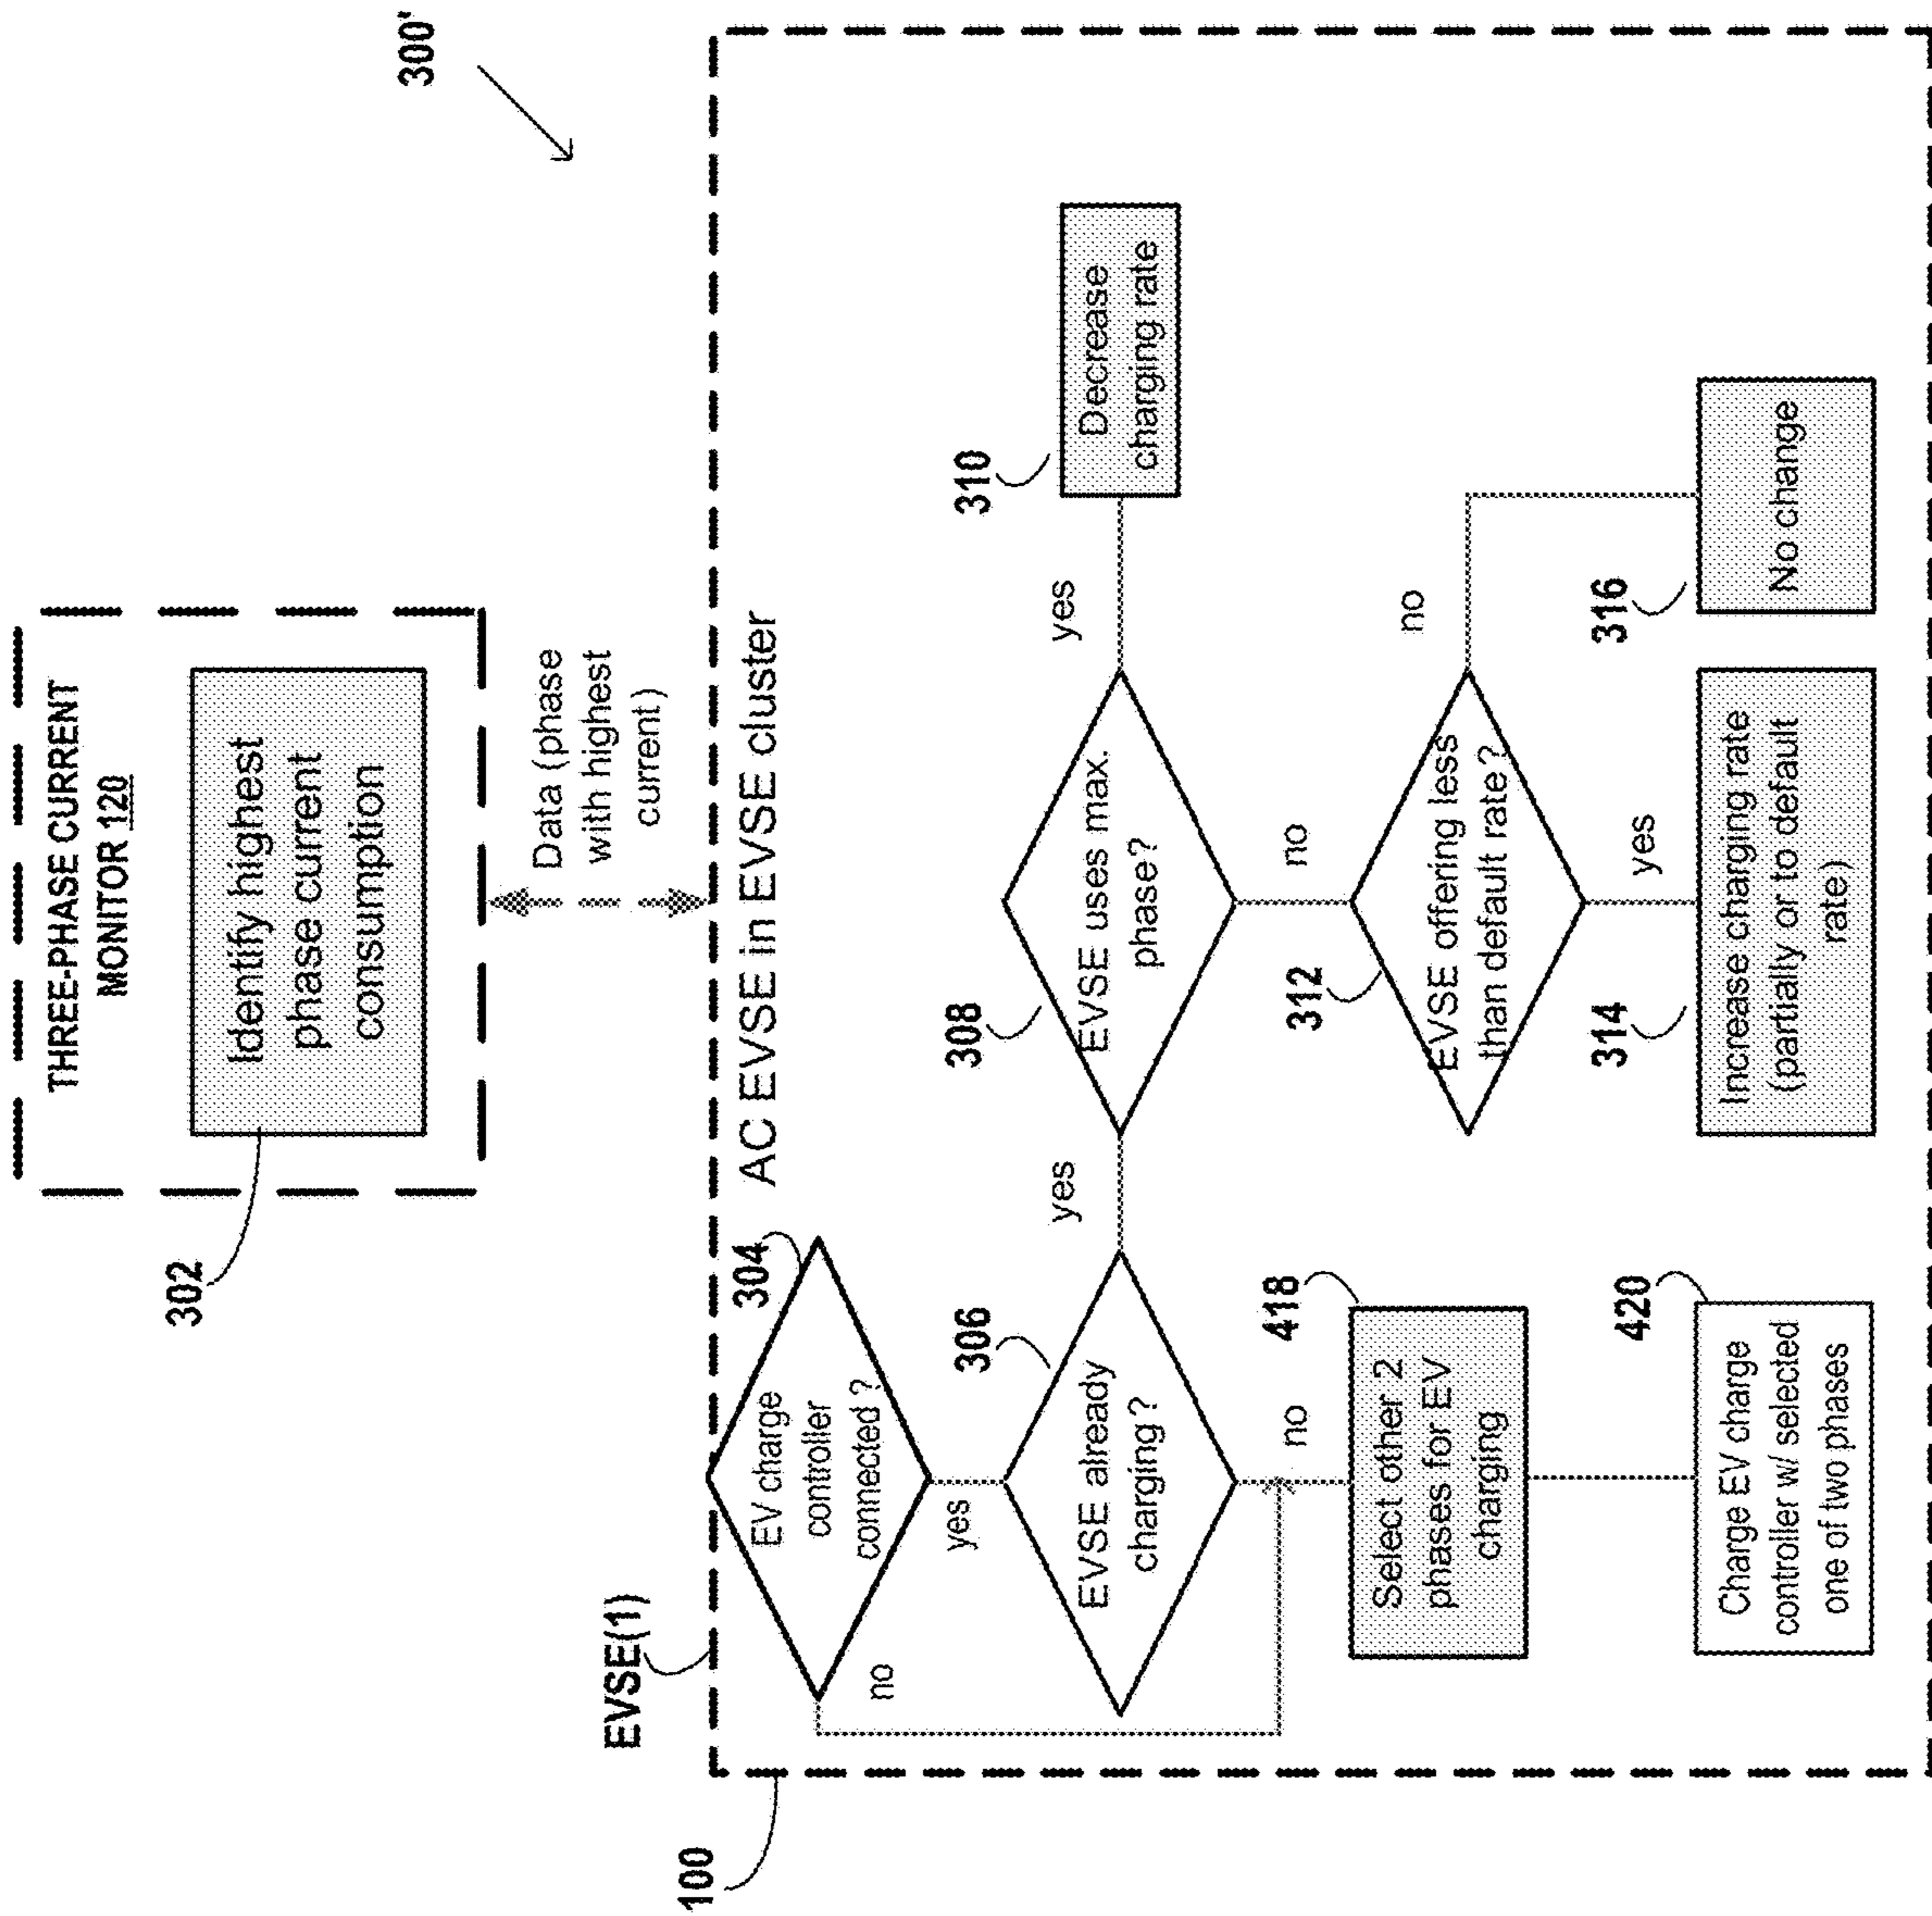 300'
THREE-PHASE CURRENT
MONITOR 120
Identify highest
phase current
consumption
302
Data (phase
with highest
current)
EVSE(1)
100
AC EVSE in EVSE cluster
304
EV charge
controller
connected ?
no
yes
306
EVSE already
charging ?
yes
no
308
EVSE uses max.
phase?
yes
310
Decrease
charging rate
no
312
EVSE offering less
than default rate?
no
316
No change
yes
314
Increase charging rate
(partially or to default
rate)
418
Select other 2
phases for EV
charging
420
Charge EV charge
controller w/ selected
one of two phases